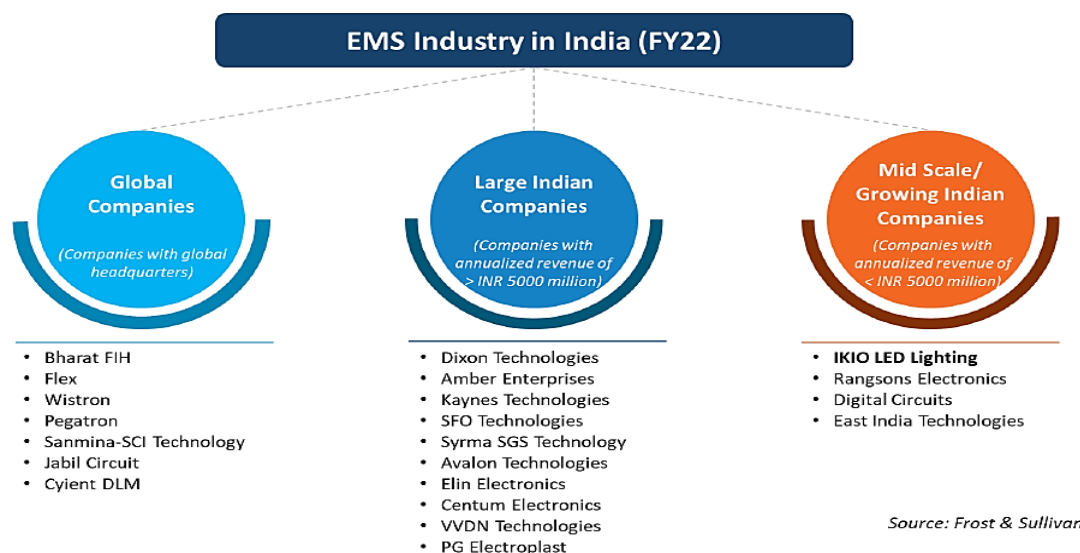 EMS Industry in India (FY22)
Global
Companies
(Companies with global
headquarters)
• Bharat FIH
• Flex
• Wistron
• Pegatron
• Sanmina-SCI Technology
• Jabil Circuit
• Cyient DLM
Large Indian
Companies
(Companies with
annualized revenue of
> INR 5000 million)
• Dixon Technologies
• Amber Enterprises
• Kaynes Technologies
• SFO Technologies
• Syrma SGS Technology
• Avalon Technologies
• Elin Electronics
• Centum Electronics
• VVDN Technologies
• PG Electroplast
Mid Scale/
Growing Indian
Companies
(Companies with
annualized revenue of
< INR 5000 million)
• IKIO LED Lighting
• Rangsons Electronics
• Digital Circuits
• East India Technologies
Source: Frost & Sullivan